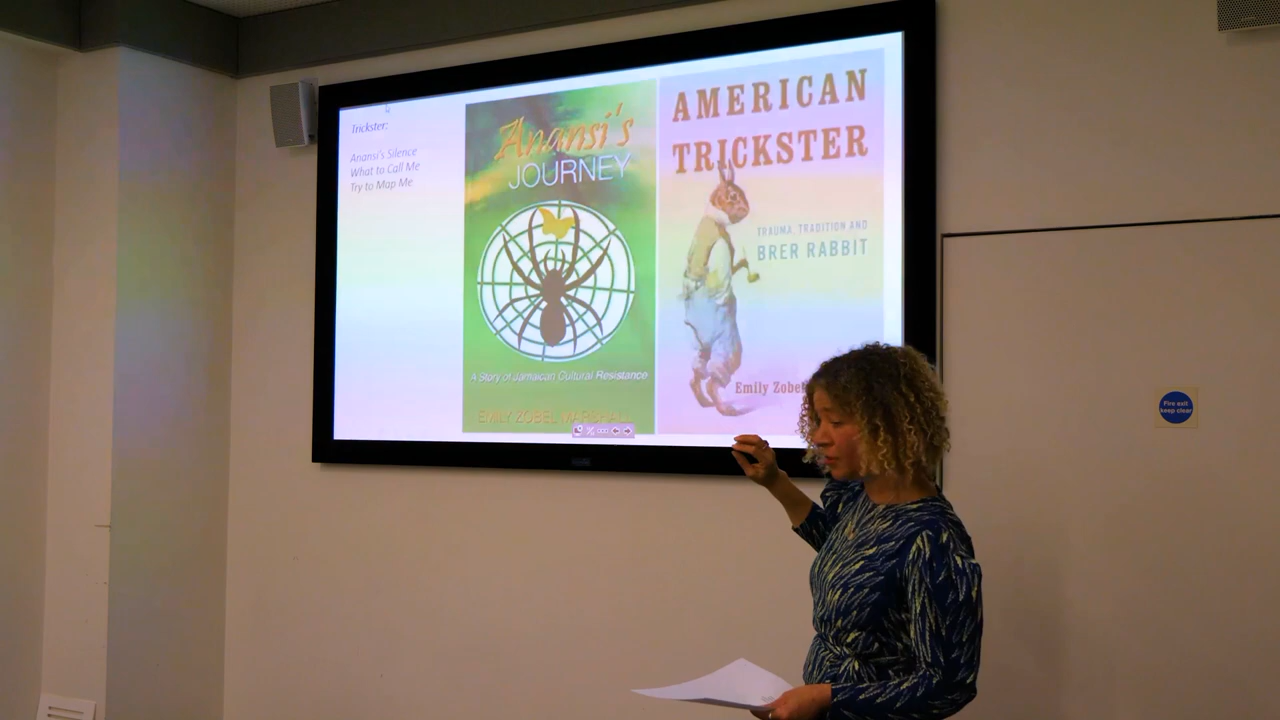 Trickster:
Anansi's Silence
What to Call Me
Try to Map Me
Anansi's
JOURNEY
A Story of Jamaican Cultural Resistance
EMILY ZOBEL MARSHALL
AMERICAN
TRICKSTER
TRAUMA, TRADITION AND
BRER RABBIT
Emily Zobel
Fire exit
keep clear